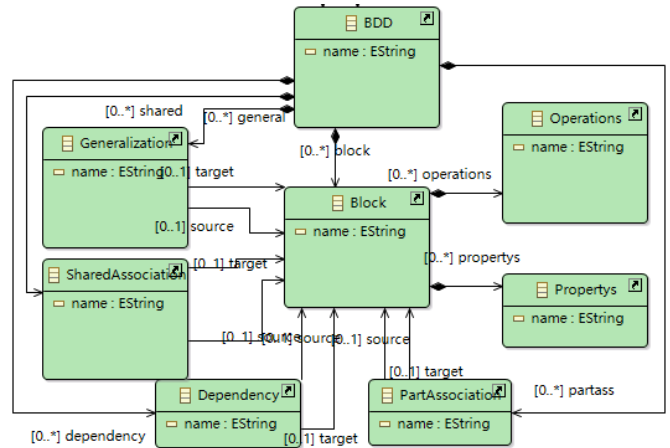 BDD
name : EString
[0..*] shared
[0..*] general
Generalization
name : EString
[0..1] target
[0..*] block
[0..*] operations
Operations
name : EString
Block
name : EString
[0..1] source
SharedAssociation
name : EString
[0..1] target
[0..*] propertys
Propertys
name : EString
[0..1] source
[0..1] source
[0..1] source
[0..1] target
Dependency
name : EString
PartAssociation
name : EString
[0..*] partass
[0..*] dependency
[0..1] target